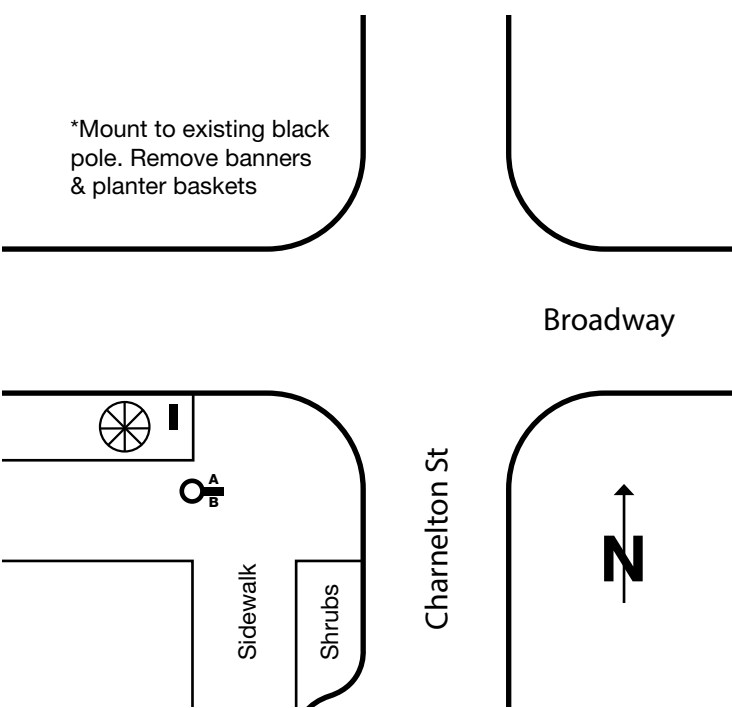 *Mount to existing black
pole. Remove banners
& planter baskets
Broadway
A
B
Charnelton St
N
Sidewalk
Shrubs